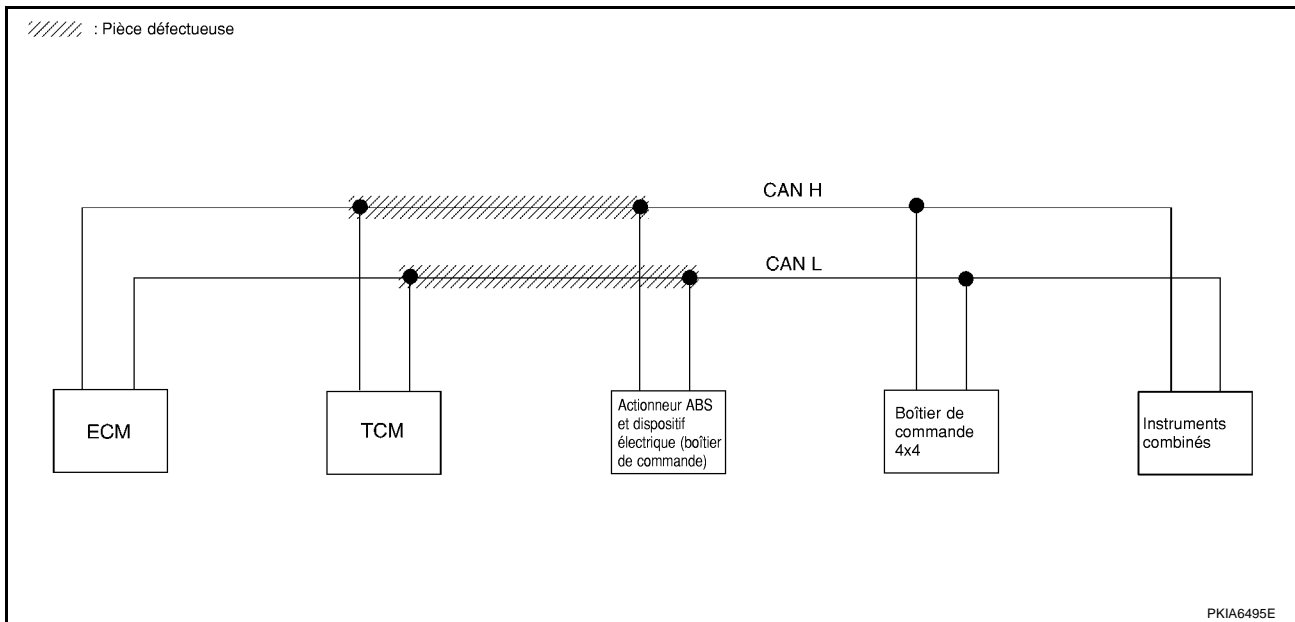 : Pièce défectueuse
CAN H
CAN L
ECM
TCM
Actionneur ABS
et dispositif
électrique (boîtier
de commande)
Boîtier de
commande
4x4
Instruments
combinés
PKIA6495E